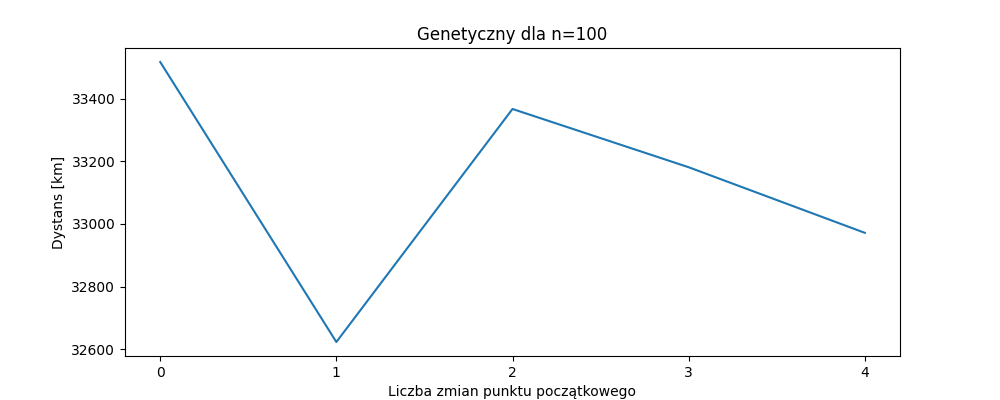 Genetyczny dla n=100
Dystans [km]
33400
33200
33000
32800
32600
0 1 2 3 4
Liczba zmian punktu początkowego